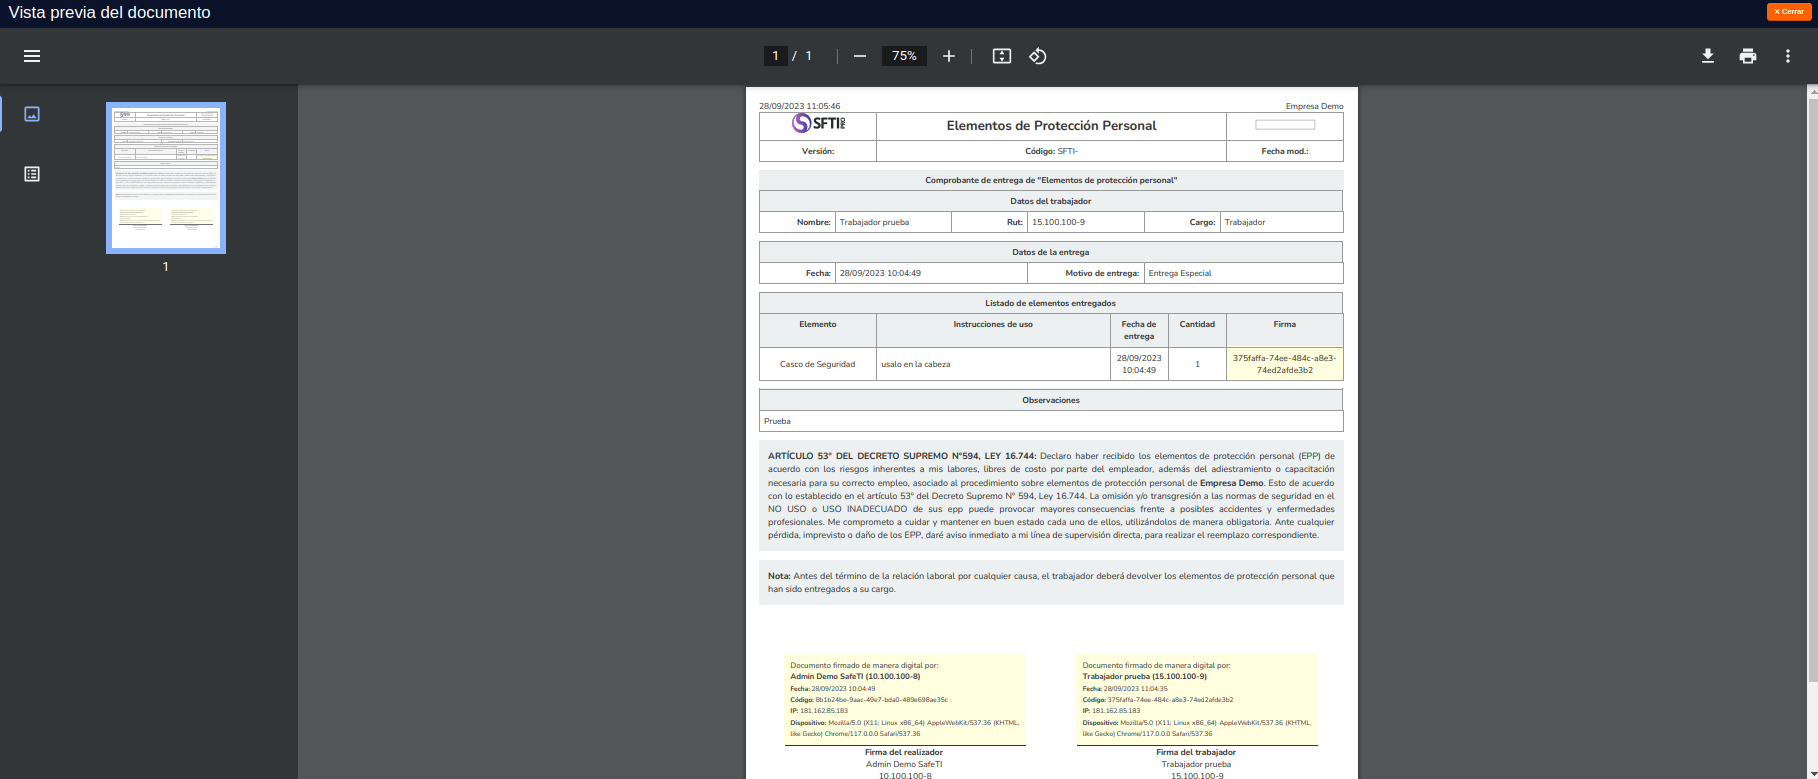 Vista previa del documento
× Cerrar
1 / 1
75%
1
28/09/2023 11:05:46 Empresa Demo
SFTI PRO
Elementos de Protección Personal
Versión: Código: SFTI- Fecha mod.:
Comprobante de entrega de "Elementos de protección personal"
Datos del trabajador
Nombre: Trabajador prueba Rut: 15.100.100-9 Cargo: Trabajador
Datos de la entrega
Fecha: 28/09/2023 10:04:49 Motivo de entrega: Entrega Especial
Listado de elementos entregados
Elemento Instrucciones de uso Fecha de entrega Cantidad Firma
Casco de Seguridad usalo en la cabeza 28/09/2023 10:04:49 1 375faffa-74ee-484c-a8e3-74ed2afde3b2
Observaciones
Prueba
ARTÍCULO 53° DEL DECRETO SUPREMO N°594, LEY 16.744: Declaro haber recibido los elementos de protección personal (EPP) de
acuerdo con los riesgos inherentes a mis labores, libres de costo por parte del empleador, además del adiestramiento o capacitación
necesaria para su correcto empleo, asociado al procedimiento sobre elementos de protección personal de Empresa Demo. Esto de acuerdo
con lo establecido en el artículo 53° del Decreto Supremo N° 594, Ley 16.744. La omisión y/o transgresión a las normas de seguridad en el
NO USO o USO INADECUADO de sus epp puede provocar mayores consecuencias frente a posibles accidentes y enfermedades
profesionales. Me comprometo a cuidar y mantener en buen estado cada uno de ellos, utilizándolos de manera obligatoria. Ante cualquier
pérdida, imprevisto o daño de los EPP, daré aviso inmediato a mi línea de supervisión directa, para realizar el reemplazo correspondiente.
Nota: Antes del término de la relación laboral por cualquier causa, el trabajador deberá devolver los elementos de protección personal que
han sido entregados a su cargo.
Documento firmado de manera digital por:
Admin Demo SafeTI (10.100.100-8)
Fecha: 28/09/2023 10:04:49
Código: 8b1b24be-9aac-49e7-bda0-489e698ae35c
IP: 181.162.85.183
Dispositivo: Mozilla/5.0 (X11; Linux x86_64) AppleWebKit/537.36 (KHTML,
like Gecko) Chrome/117.0.0.0 Safari/537.36
Firma del realizador
Admin Demo SafeTI
10.100.100-8
Documento firmado de manera digital por:
Trabajador prueba (15.100.100-9)
Fecha: 28/09/2023 11:04:35
Código: 375faffa-74ee-484c-a8e3-74ed2afde3b2
IP: 181.162.85.183
Dispositivo: Mozilla/5.0 (X11; Linux x86_64) AppleWebKit/537.36 (KHTML,
like Gecko) Chrome/117.0.0.0 Safari/537.36
Firma del trabajador
Trabajador prueba
15.100.100-9